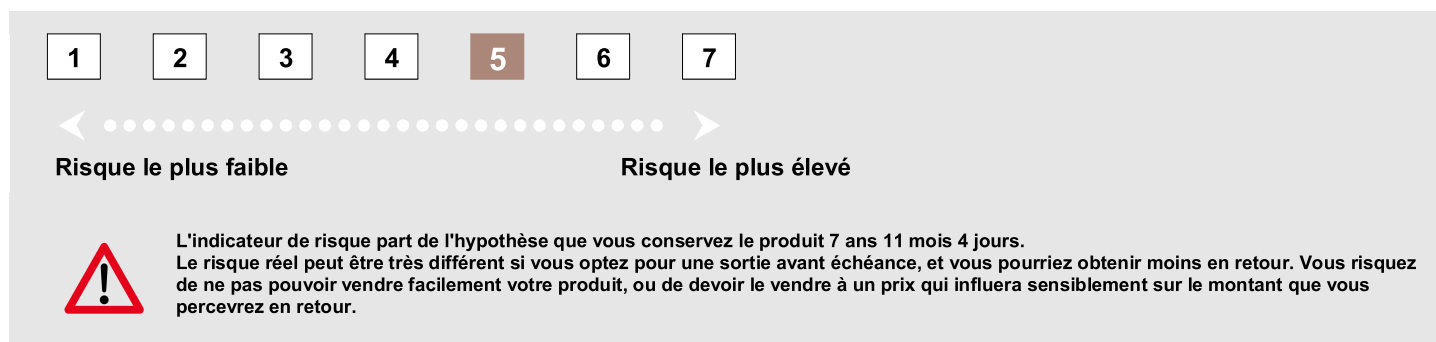 1 2 3 4 5 6 7
Risque le plus faible Risque le plus élevé
L'indicateur de risque part de l'hypothèse que vous conservez le produit 7 ans 11 mois 4 jours.
Le risque réel peut être très différent si vous optez pour une sortie avant échéance, et vous pourriez obtenir moins en retour. Vous risquez
de ne pas pouvoir vendre facilement votre produit, ou de devoir le vendre à un prix qui influera sensiblement sur le montant que vous
percevrez en retour.